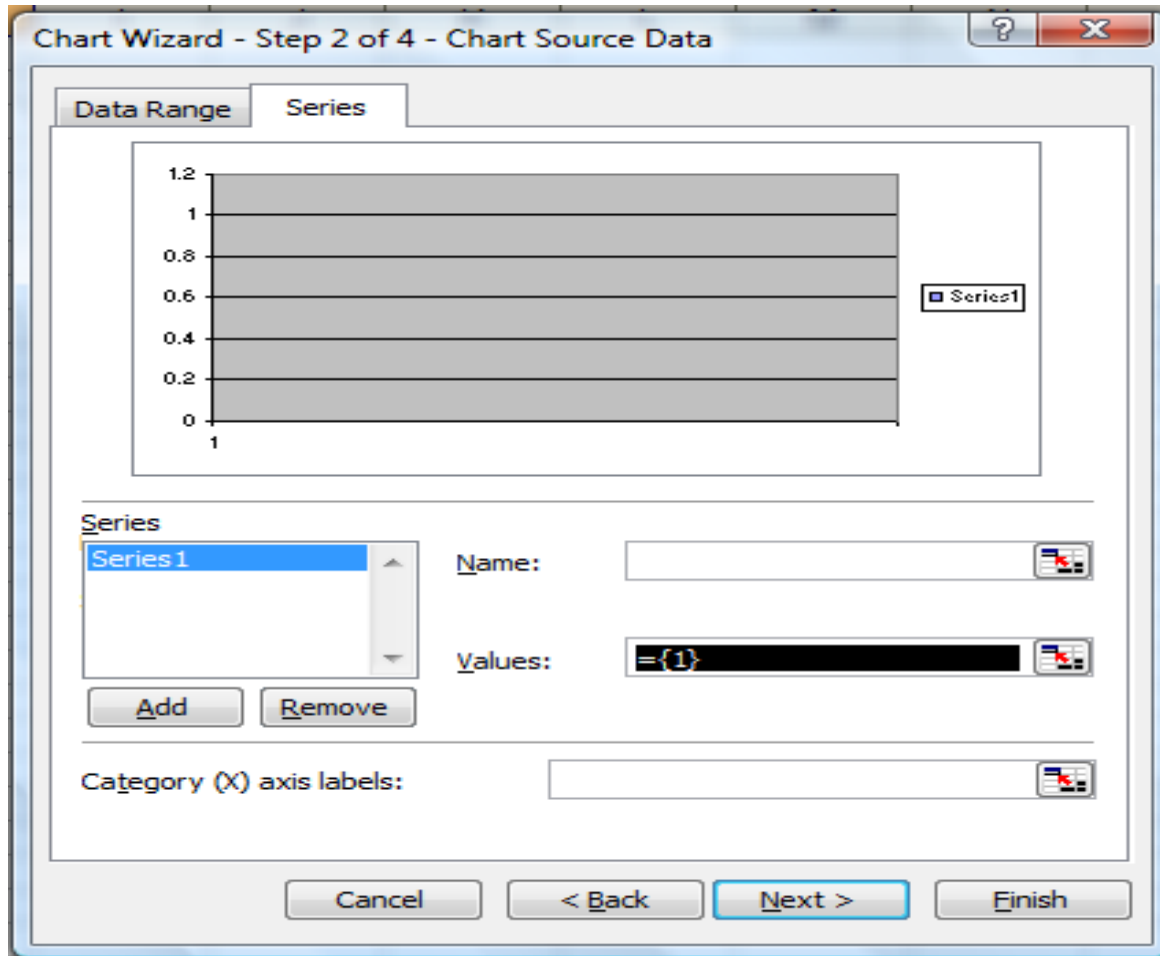 Chart Wizard - Step 2 of 4 - Chart Source Data
?
Data Range Series
1.2
1
0.8
0.6
0.4
0.2
0
1
Series1
Series
Series1
Name:
Values: ={1}
Add Remove
Category (X) axis labels:
Cancel < Back Next > Finish